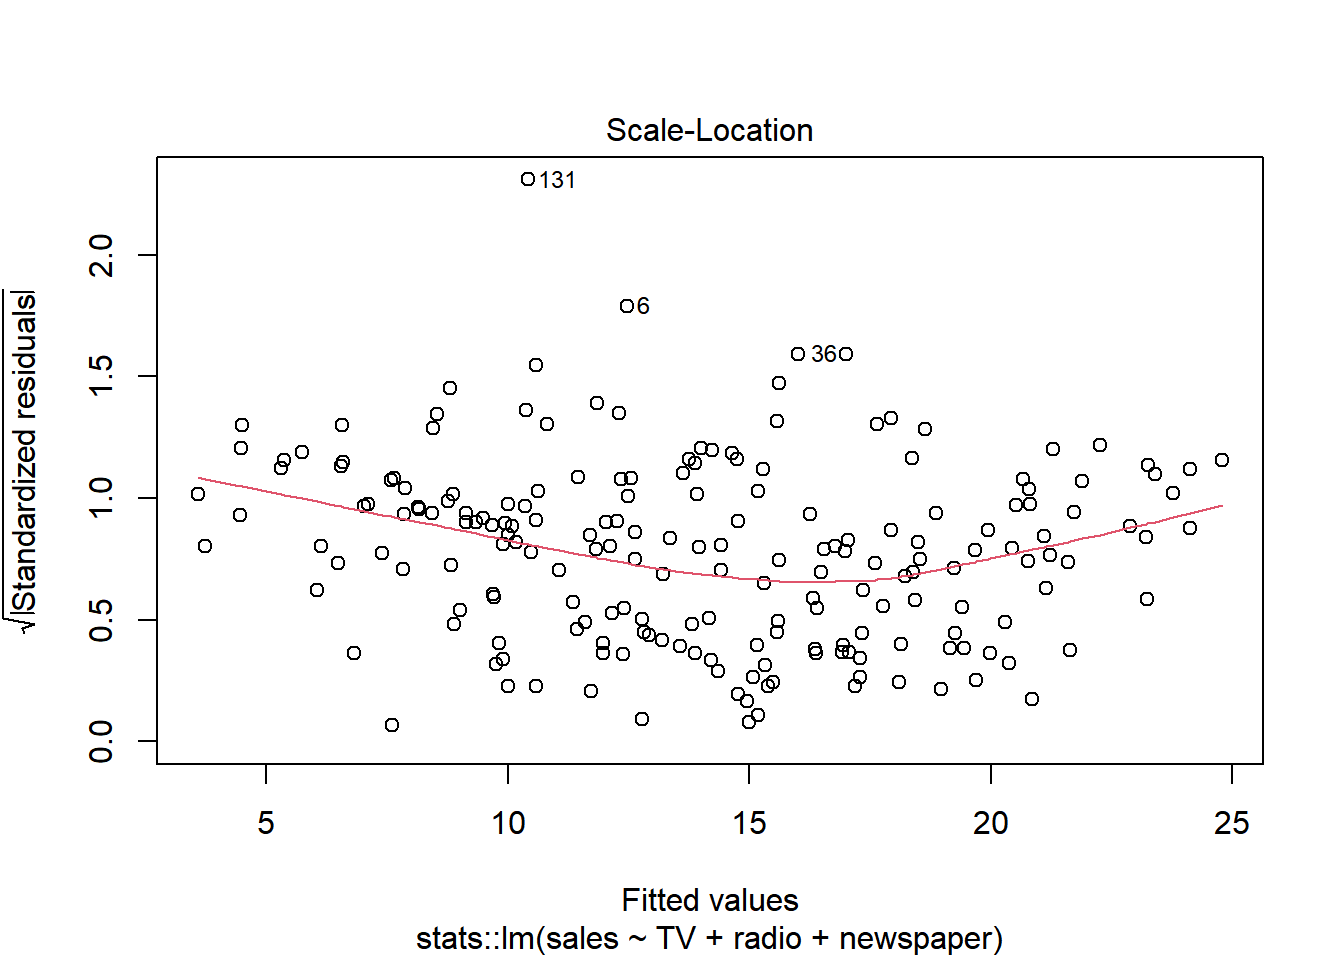 Scale-Location
131
6
36
2.0
1.5
1.0
0.5
0.0
√|Standardized residuals|
5 10 15 20 25
Fitted values
stats::lm(sales ~ TV + radio + newspaper)